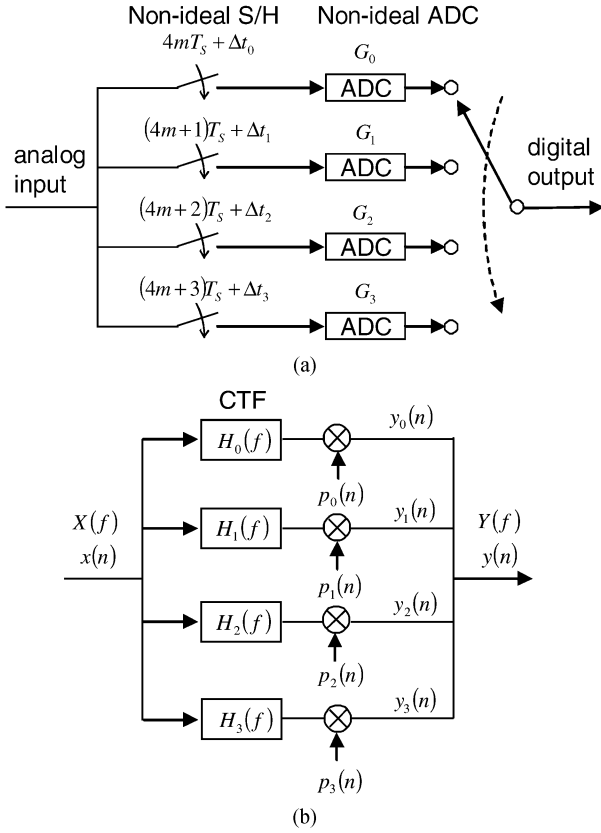 Non-ideal S/H Non-ideal ADC
4mT_S + Δt_0
G_0
ADC
(4m+1)T_S + Δt_1
G_1
ADC
analog
input
digital
output
(4m+2)T_S + Δt_2
G_2
ADC
(4m+3)T_S + Δt_3
G_3
ADC
(a)
CTF
H_0(f)
y_0(n)
p_0(n)
H_1(f)
y_1(n)
p_1(n)
X(f)
x(n)
Y(f)
y(n)
H_2(f)
y_2(n)
p_2(n)
H_3(f)
y_3(n)
p_3(n)
(b)